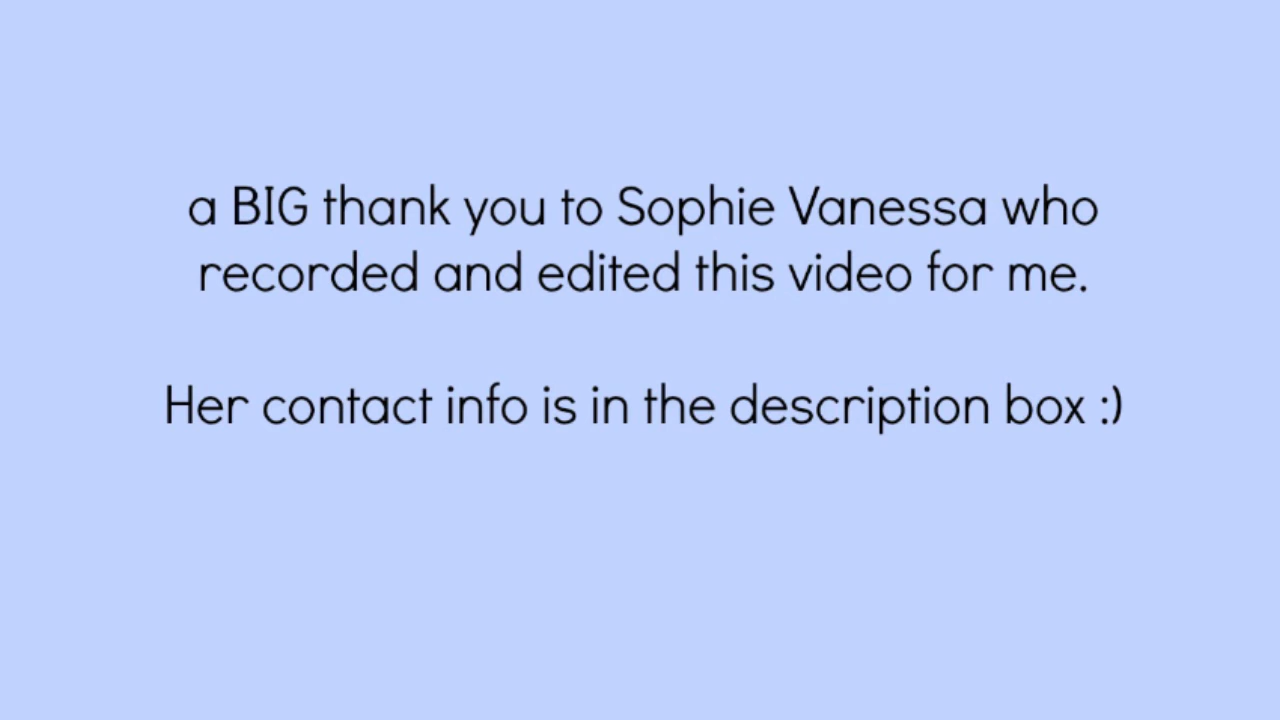 a BIG thank you to Sophie Vanessa who
recorded and edited this video for me.
Her contact info is in the description box :)